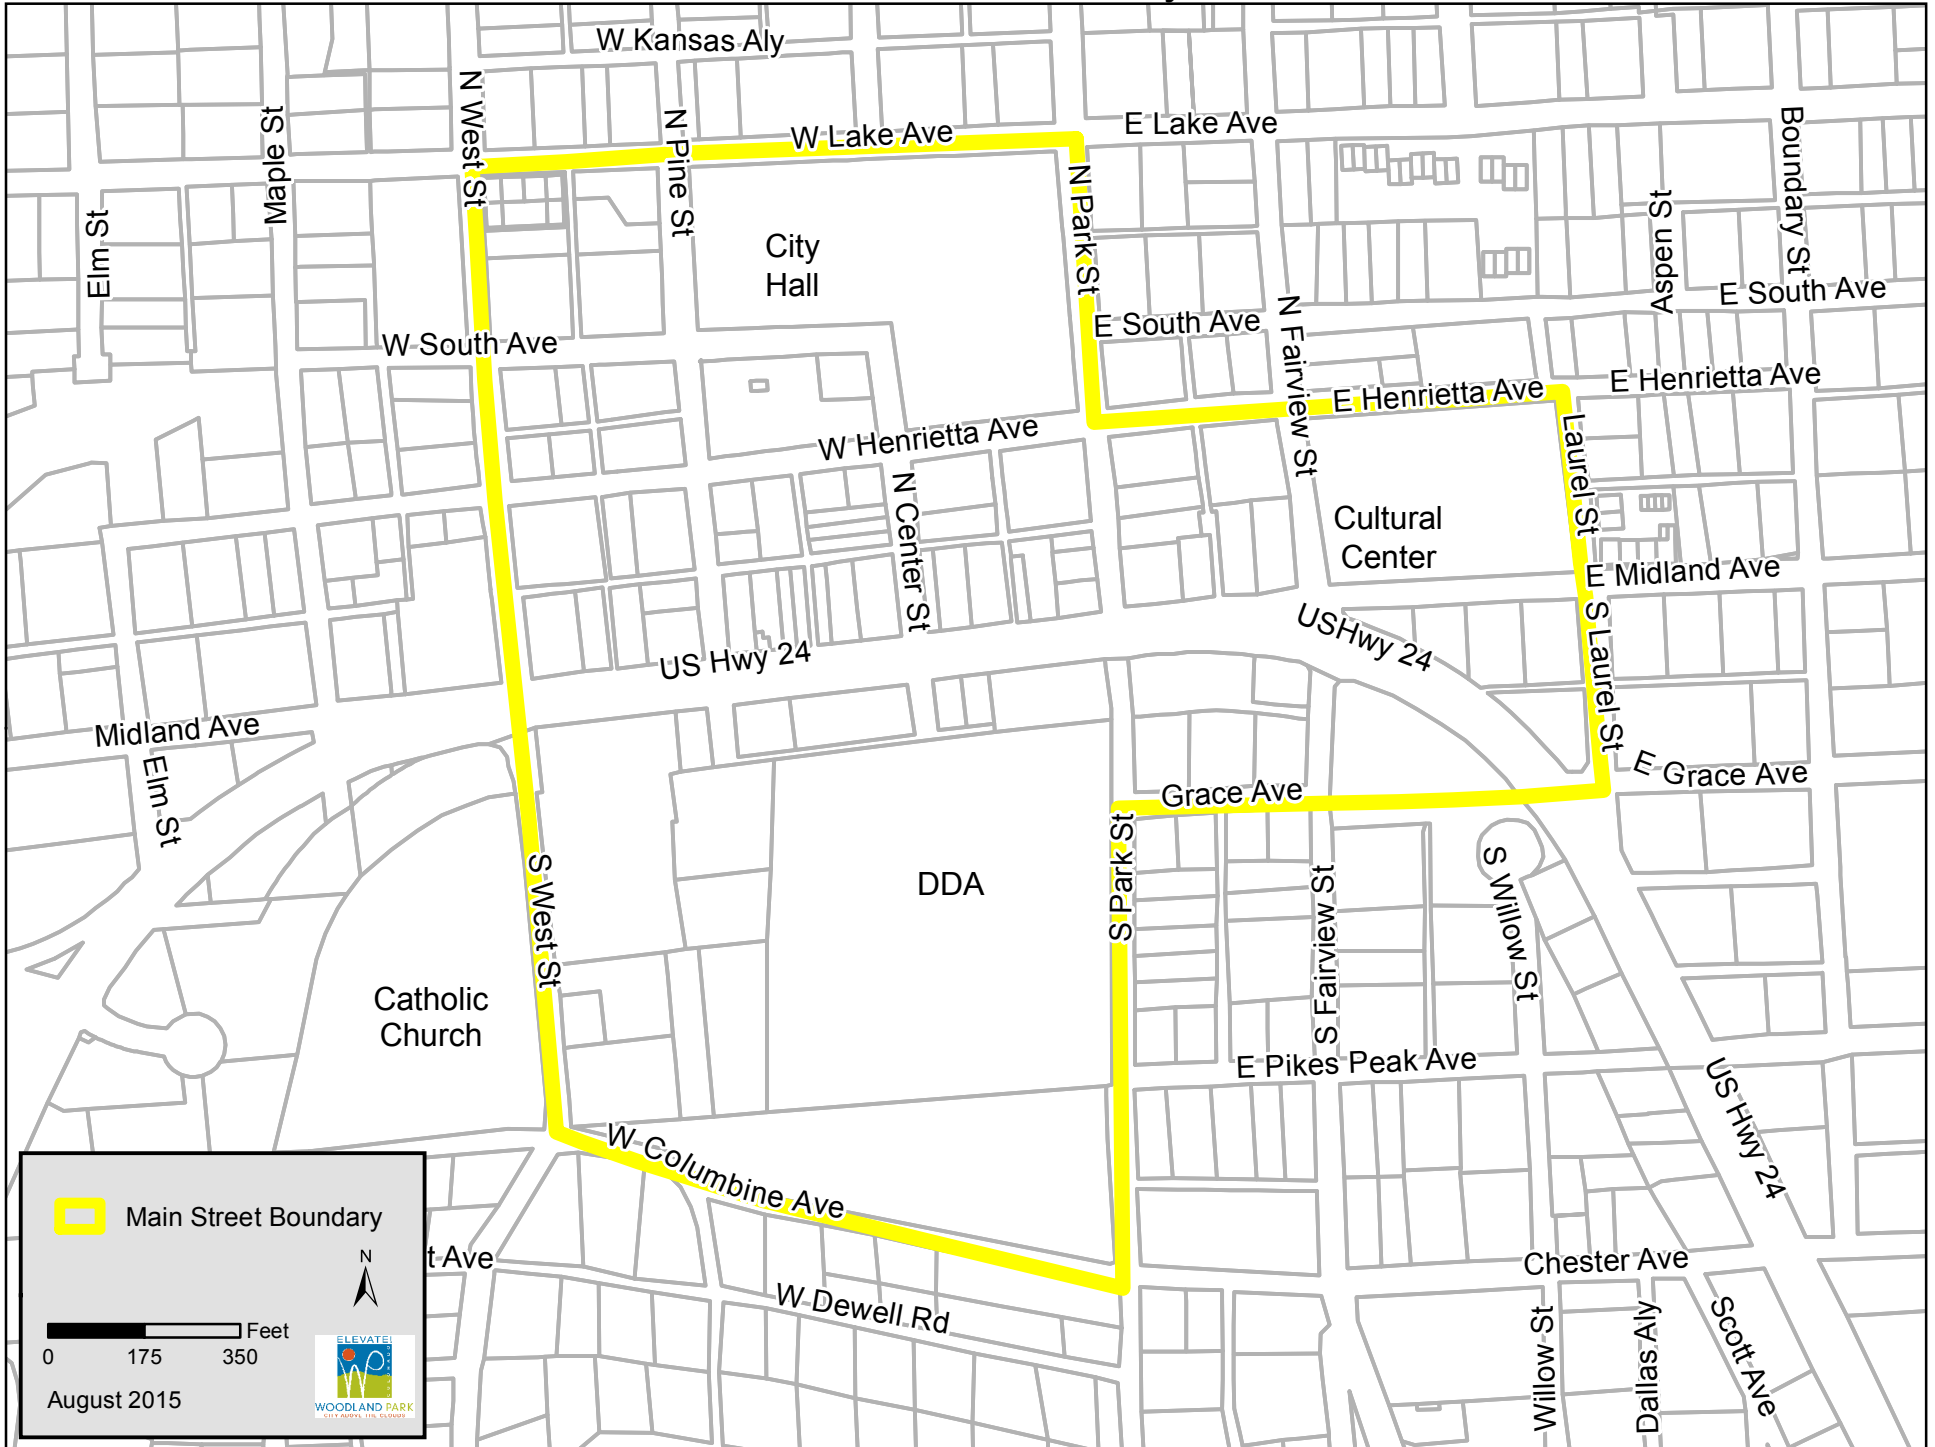 W Kansas Aly
N West St
Maple St
N Pine St
W Lake Ave
E Lake Ave
Boundary St
Elm St
N Park St
Aspen St
City
Hall
E South Ave
E South Ave
W South Ave
N Fairview St
E Henrietta Ave
E Henrietta Ave
W Henrietta Ave
Laurel St
N Center St
Cultural
Center
E Midland Ave
US Hwy 24
USHwy 24
S Laurel St
Midland Ave
Elm St
Grace Ave
E Grace Ave
S West St
DDA
S Park St
S Fairview St
S Willow St
Catholic
Church
E Pikes Peak Ave
US Hwy 24
W Columbine Ave
Main Street Boundary
N
t Ave
Chester Ave
W Dewell Rd
Willow St
Dallas Aly
Scott Ave
Feet
0 175 350
August 2015
ELEVATE!
WOODLAND PARK
CITY ABOVE THE CLOUDS